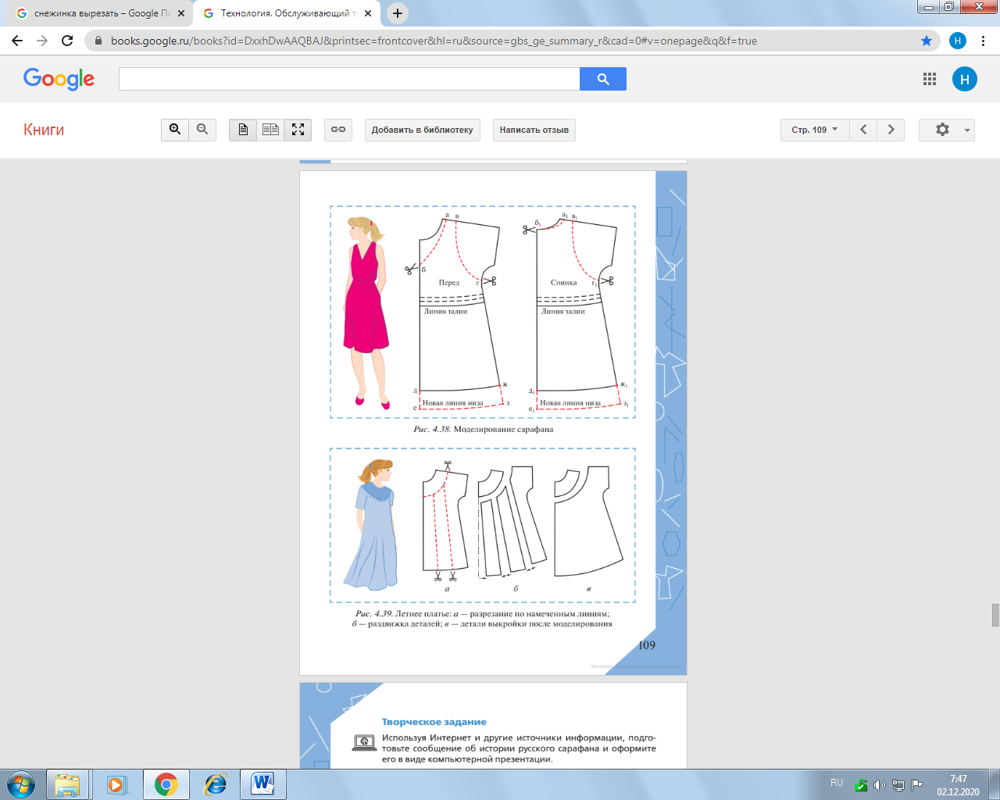 снежинка вырезать – Google По
Технология. Обслуживающий т
books.google.ru/books?id=DxxhDwAAQBAJ&printsec=frontcover&hl=ru&source=gbs_ge_summary_r&cad=0#v=onepage&q&f=true
Н
Google
Н
Книги
Добавить в библиотеку
Написать отзыв
Стр. 109
а в
б
Перед
г
Линия талии
д
ж
Новая линия низа
е
з
а₁ в₁
б₁
Спинка
г₁
Линия талии
д₁
ж₁
Новая линия низа
е₁
з₁
Рис. 4.38. Моделирование сарафана
а
б
в
Рис. 4.39. Летнее платье: а — разрезание по намеченным линиям;
б — раздвижка деталей; в — детали выкройки после моделирования
109
Творческое задание
Используя Интернет и другие источники информации, подго-
товьте сообщение об истории русского сарафана и оформите
его в виде компьютерной презентации.
RU
7:47
02.12.2020